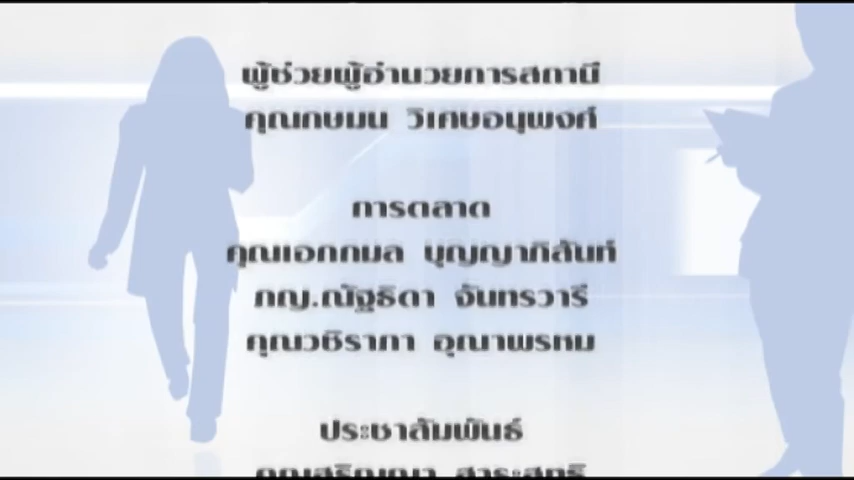 ผู้ช่วยผู้อำนวยการสถานี
คุณกษมน วิเศษอนุพงศ์
การตลาด
คุณเอกกมล บุญญาภิสันท์
ภญ.ณัฐธิดา จันทรวารี
คุณวชิราภา อุณาพรหม
ประชาสัมพันธ์